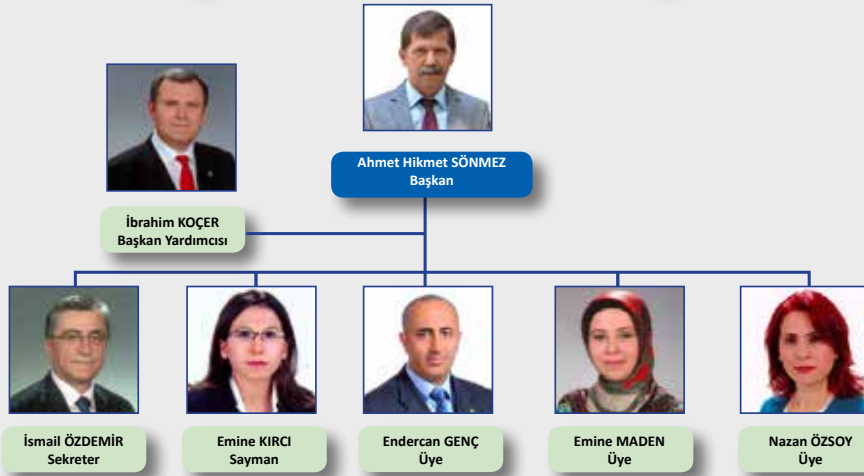 Ahmet Hikmet SÖNMEZ
Başkan
İbrahim KOÇER
Başkan Yardımcısı
İsmail ÖZDEMİR
Sekreter
Emine KIRCI
Sayman
Endercan GENÇ
Üye
Emine MADEN
Üye
Nazan ÖZSOY
Üye